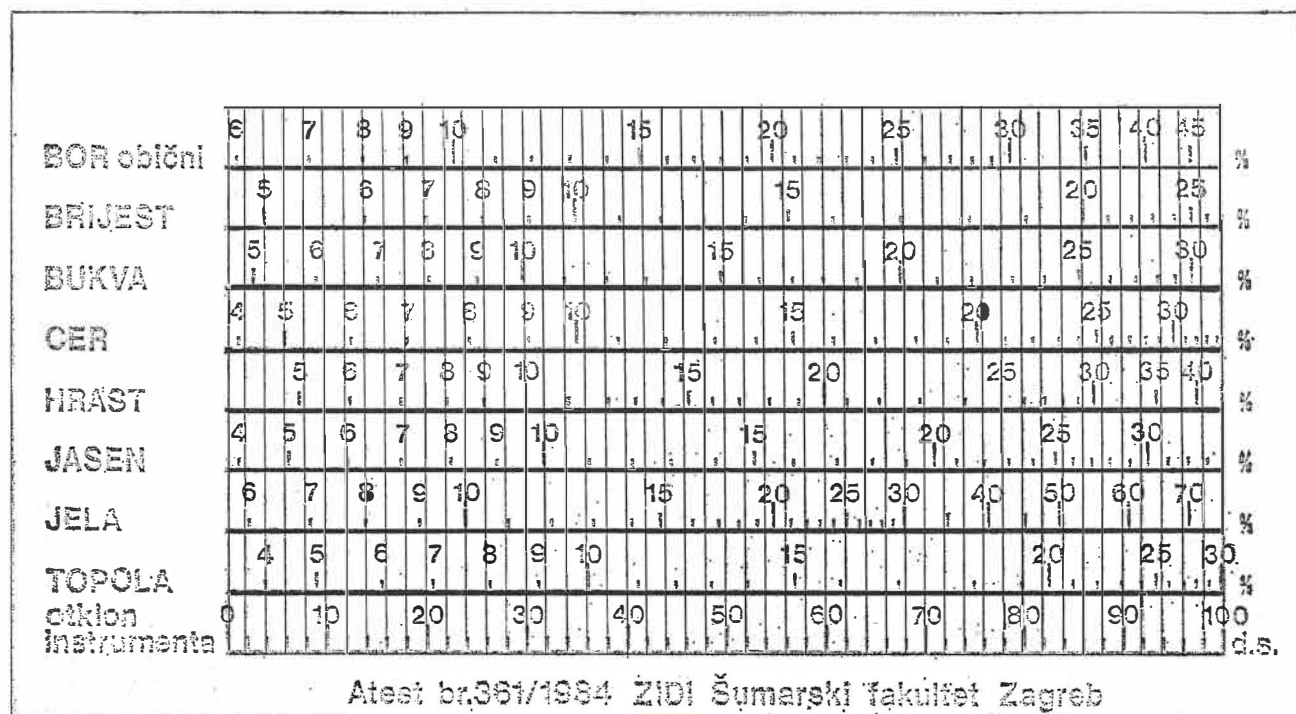 6 7 8 9 10 15 20 25 30 35 40 45
BOR obični %
5 6 7 8 9 10 15 20 25
BRIJEST %
5 6 7 8 9 10 15 20 25 30
BUKVA %
4 5 6 7 8 9 10 15 20 25 30
CER %
5 6 7 8 9 10 15 20 25 30 35 40
HRAST %
4 5 6 7 8 9 10 15 20 25 30
JASEN %
6 7 8 9 10 15 20 25 30 40 50 60 70
JELA %
4 5 6 7 8 9 10 15 20 25 30
TOPOLA %
otklon 0 10 20 30 40 50 60 70 80 90 100
instrumenta d.s.
Atest br.361/1984 ZIDI Šumarski fakultet Zagreb